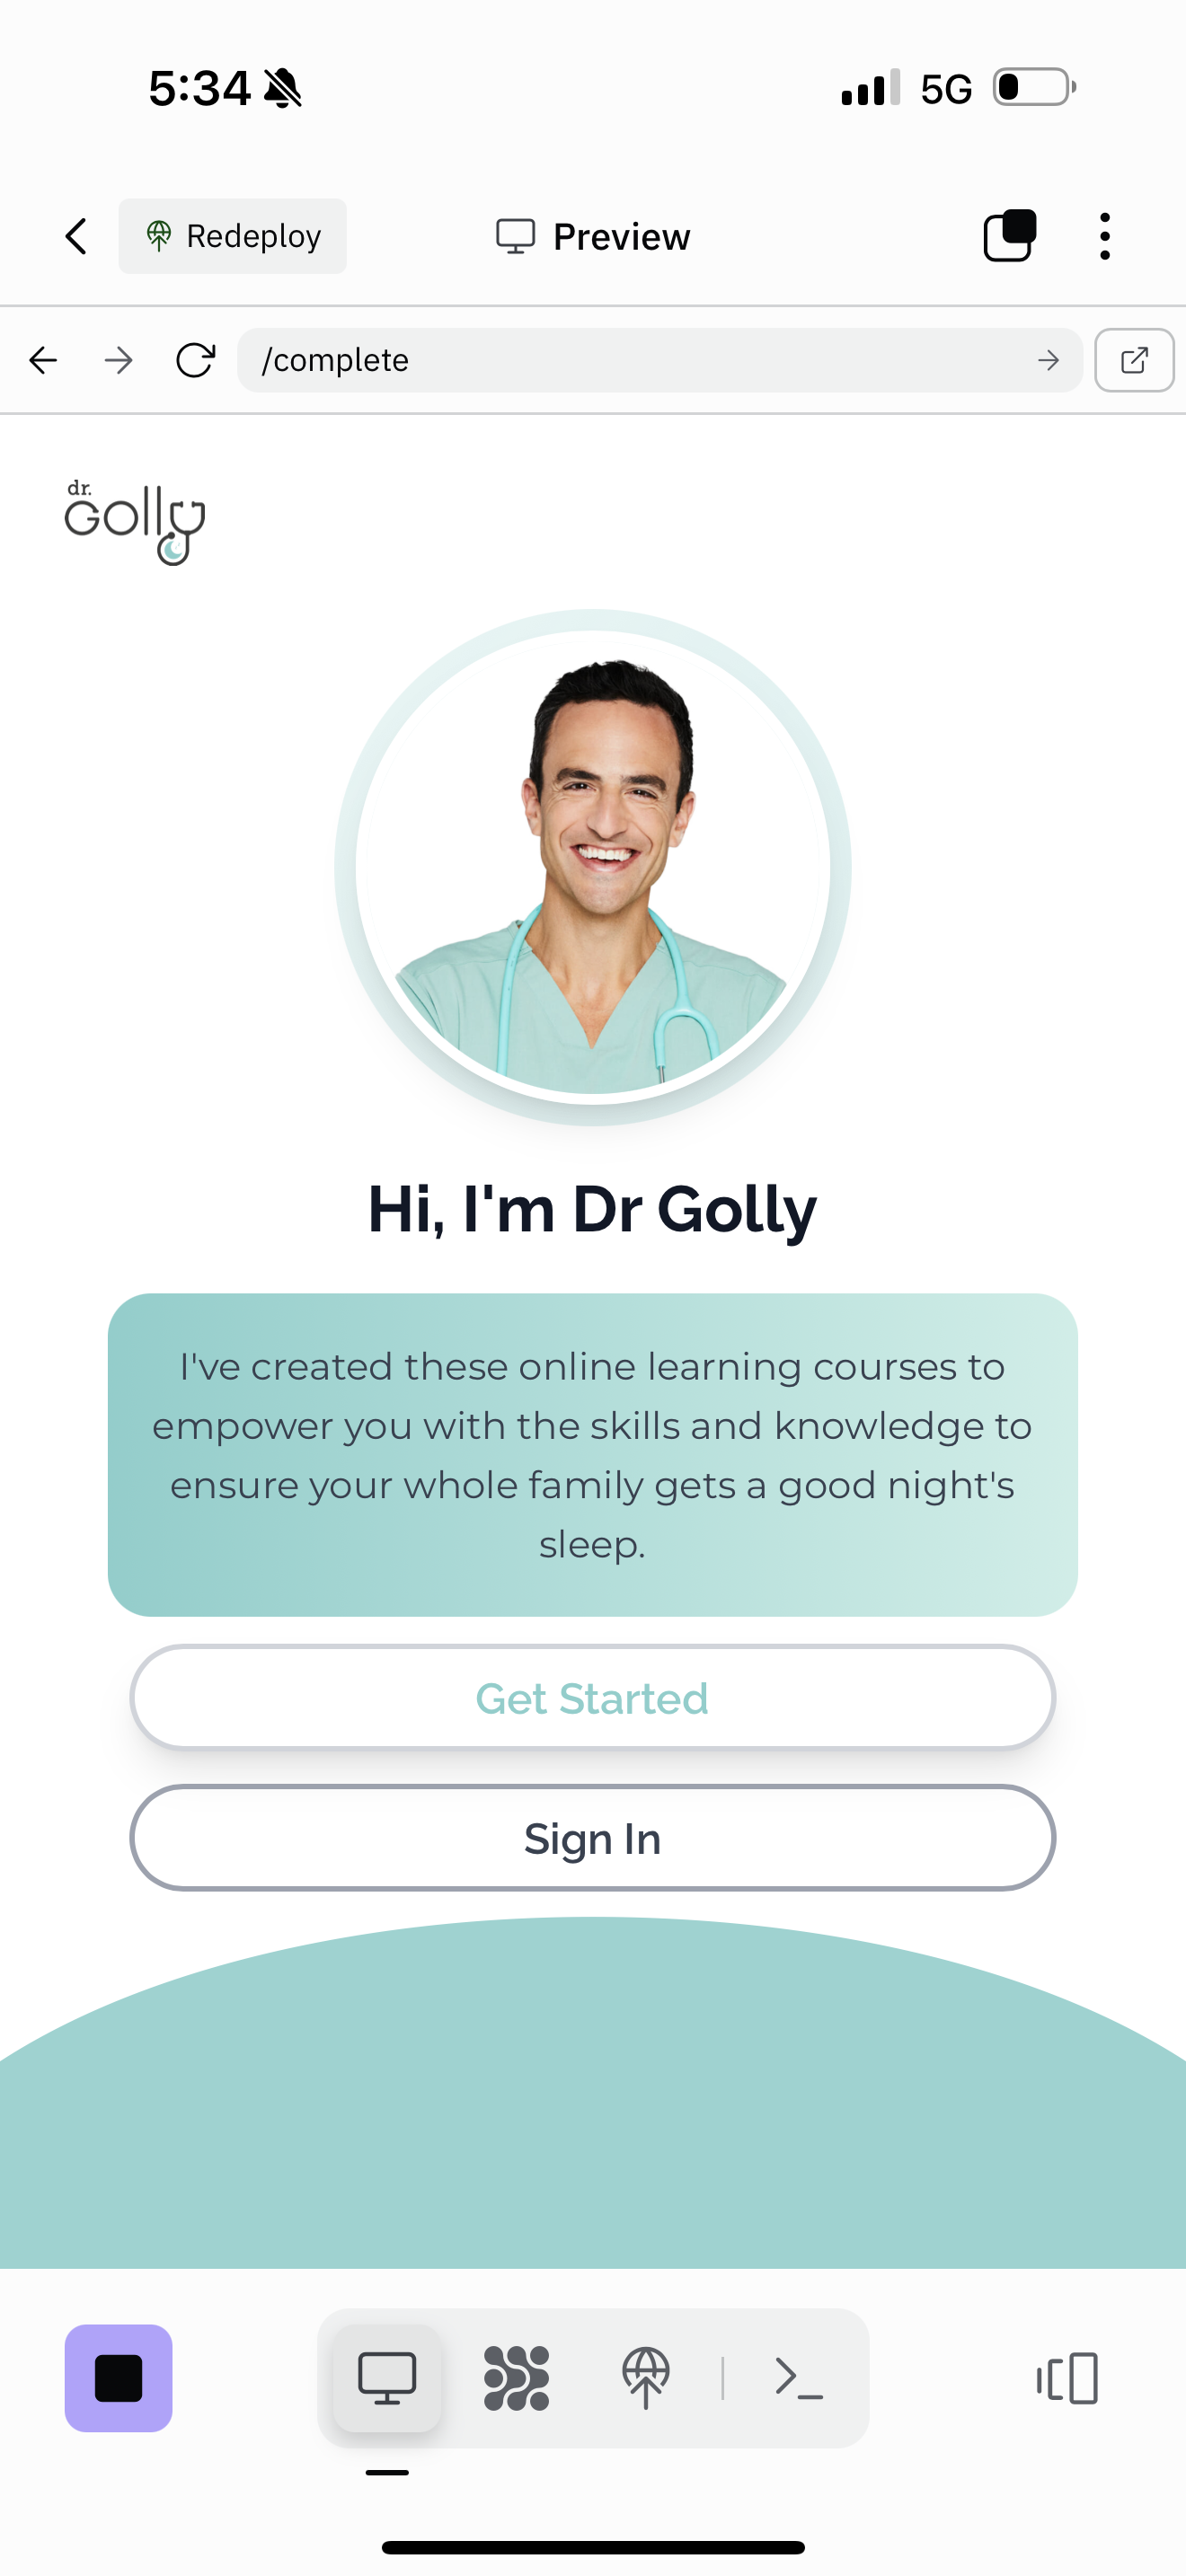 5:34
5G
Redeploy
Preview
/complete
dr.
Golly
Hi, I'm Dr Golly
I've created these online learning courses to
empower you with the skills and knowledge to
ensure your whole family gets a good night's
sleep.
Get Started
Sign In